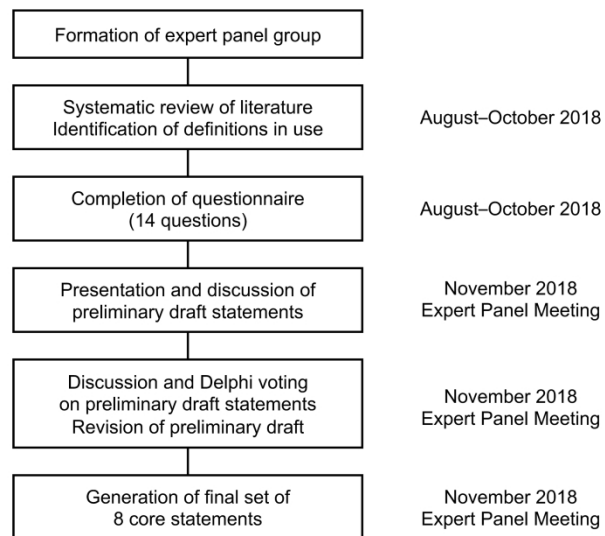 Formation of expert panel group
Systematic review of literature
Identification of definitions in use
August–October 2018
Completion of questionnaire
(14 questions)
August–October 2018
Presentation and discussion of
preliminary draft statements
November 2018
Expert Panel Meeting
Discussion and Delphi voting
on preliminary draft statements
Revision of preliminary draft
November 2018
Expert Panel Meeting
Generation of final set of
8 core statements
November 2018
Expert Panel Meeting